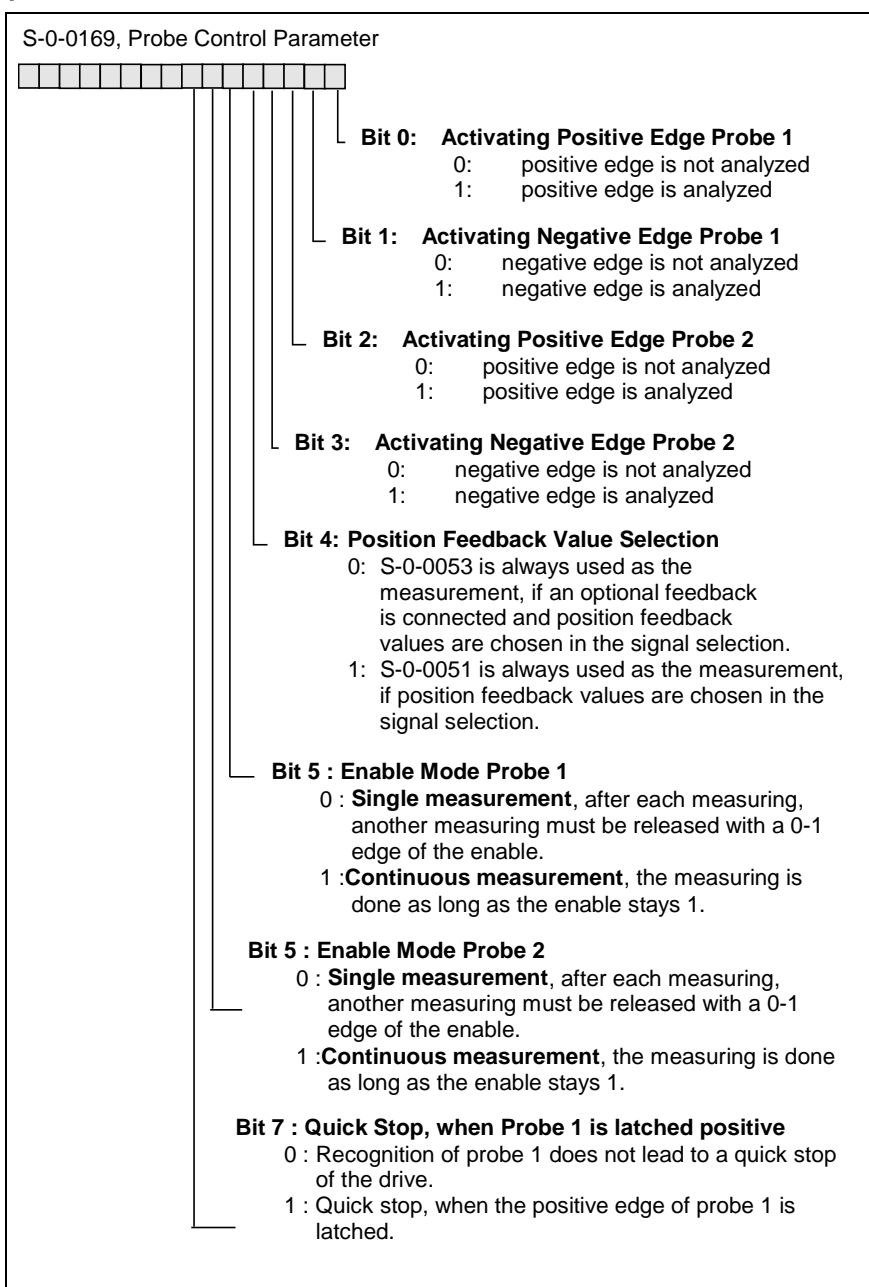 S-0-0169, Probe Control Parameter
Bit 0: Activating Positive Edge Probe 1
0: positive edge is not analyzed
1: positive edge is analyzed
Bit 1: Activating Negative Edge Probe 1
0: negative edge is not analyzed
1: negative edge is analyzed
Bit 2: Activating Positive Edge Probe 2
0: positive edge is not analyzed
1: positive edge is analyzed
Bit 3: Activating Negative Edge Probe 2
0: negative edge is not analyzed
1: negative edge is analyzed
Bit 4: Position Feedback Value Selection
0: S-0-0053 is always used as the
measurement, if an optional feedback
is connected and position feedback
values are chosen in the signal selection.
1: S-0-0051 is always used as the measurement,
if position feedback values are chosen in the
signal selection.
Bit 5 : Enable Mode Probe 1
0 : Single measurement, after each measuring,
another measuring must be released with a 0-1
edge of the enable.
1 :Continuous measurement, the measuring is
done as long as the enable stays 1.
Bit 5 : Enable Mode Probe 2
0 : Single measurement, after each measuring,
another measuring must be released with a 0-1
edge of the enable.
1 :Continuous measurement, the measuring is done
as long as the enable stays 1.
Bit 7 : Quick Stop, when Probe 1 is latched positive
0 : Recognition of probe 1 does not lead to a quick stop
of the drive.
1 : Quick stop, when the positive edge of probe 1 is
latched.